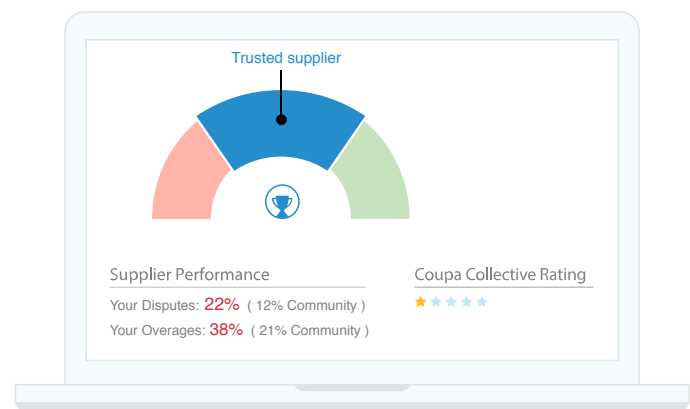 Trusted supplier
Supplier Performance
Your Disputes: 22% ( 12% Community )
Your Overages: 38% ( 21% Community )
Coupa Collective Rating